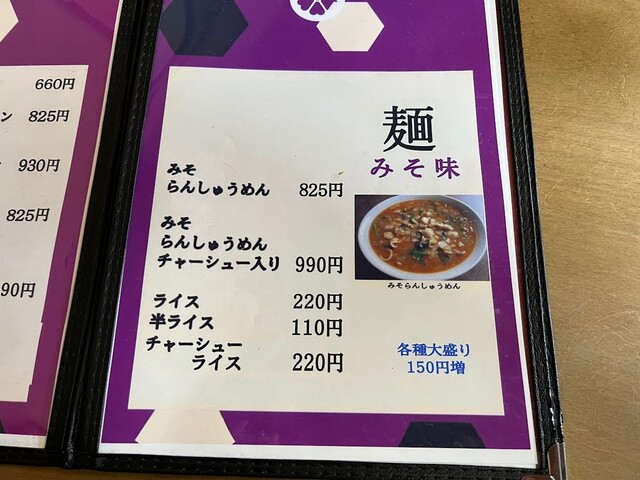 660円
ン 825円
930円
825円
90円
麺
みそ味
みそ
らんしゅうめん 825円
みそ
らんしゅうめん
チャーシュー入り 990円
みそらんしゅうめん
ライス 220円
半ライス 110円
チャーシュー
ライス 220円
各種大盛り
150円増